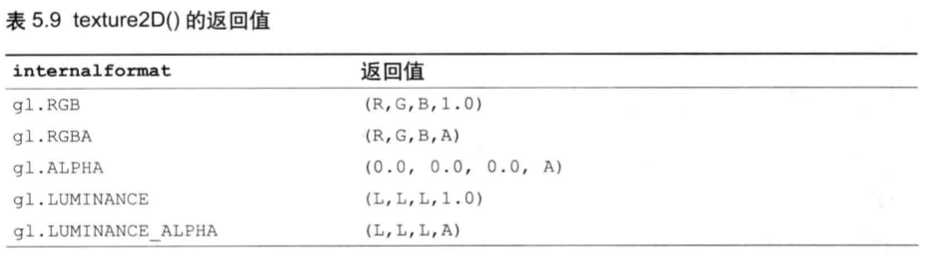 表 5.9 texture2D() 的返回值
internalformat 返回值
gl.RGB (R,G,B,1.0)
gl.RGBA (R,G,B,A)
gl.ALPHA (0.0, 0.0, 0.0, A)
gl.LUMINANCE (L,L,L,1.0)
gl.LUMINANCE_ALPHA (L,L,L,A)